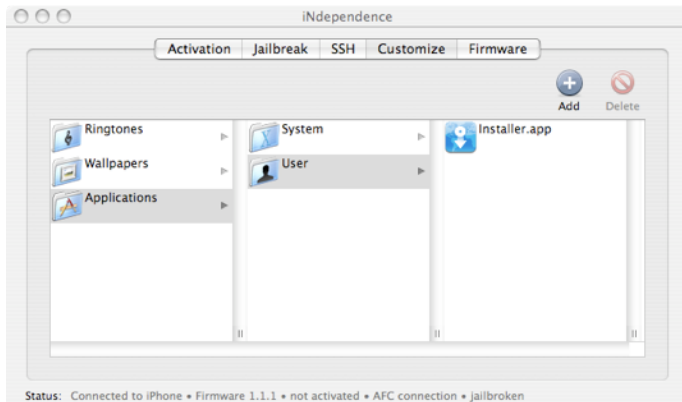 iNdependence
Activation Jailbreak SSH Customize Firmware
Add Delete
Ringtones System Installer.app
Wallpapers User
Applications
Status: Connected to iPhone • Firmware 1.1.1 • not activated • AFC connection • jailbroken